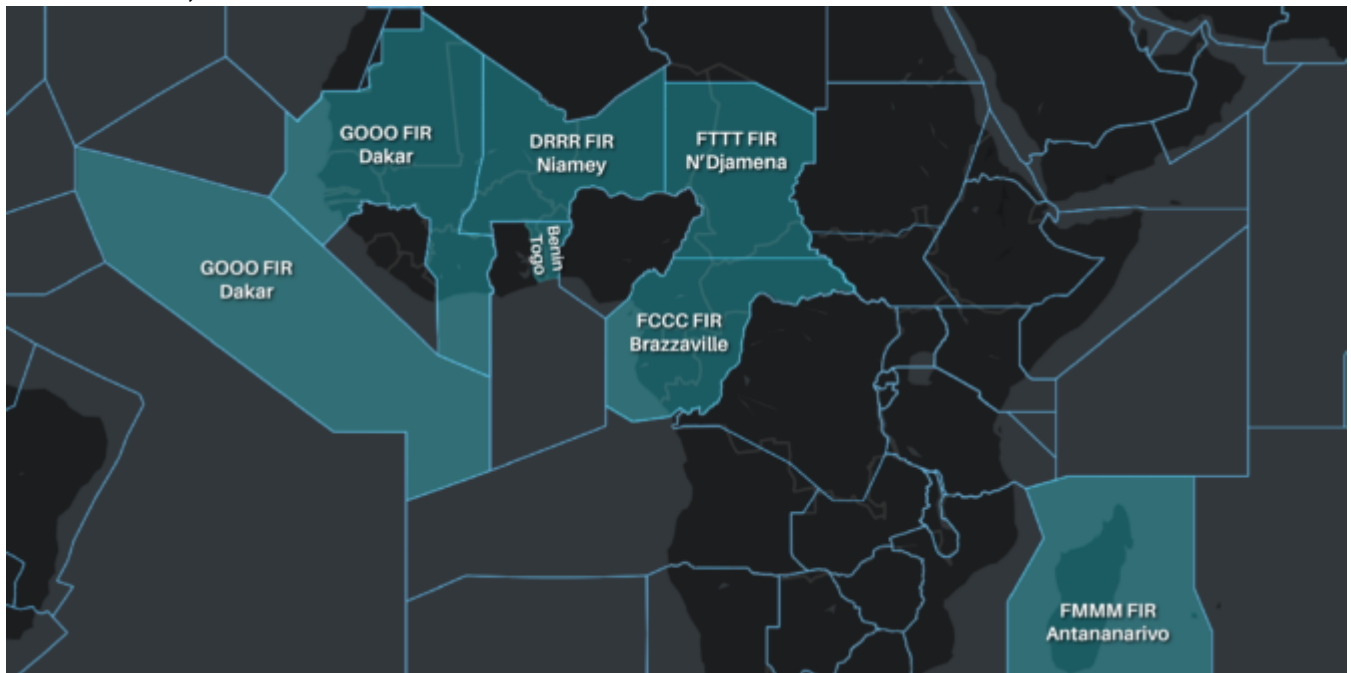 GOOO FIR
Dakar
DRRR FIR
Niamey
FTTT FIR
N'Djamena
Benin
Togo
GOOO FIR
Dakar
FCCC FIR
Brazzaville
FMMM FIR
Antananarivo